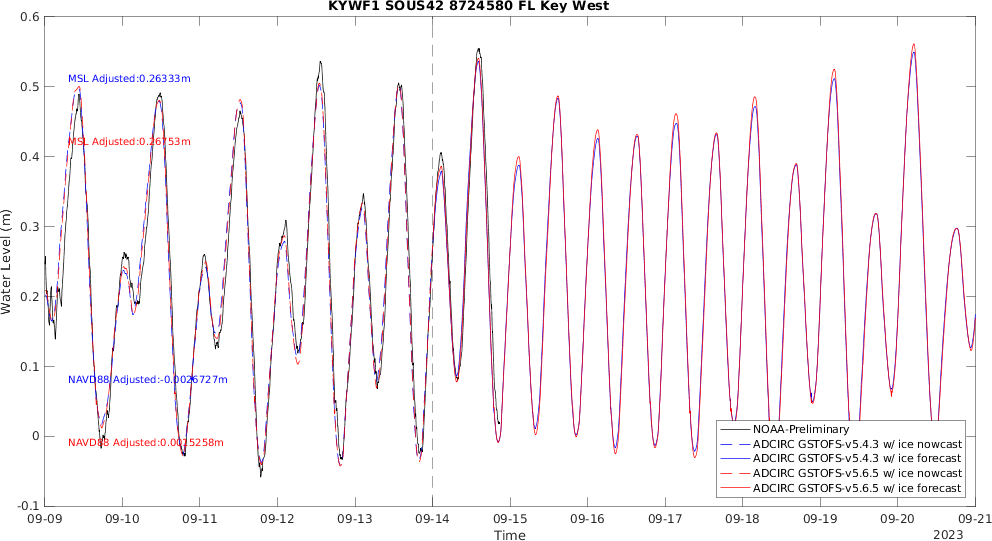 KYWF1 SOUS42 8724580 FL Key West
0.6
0.5
0.4
0.3
0.2
0.1
0
-0.1
Water Level (m)
MSL Adjusted:0.26333m
MSL Adjusted:0.26753m
NAVD88 Adjusted:-0.0026727m
NAVD88 Adjusted:0.0015258m
NOAA-Preliminary
ADCIRC GSTOFS-v5.4.3 w/ ice nowcast
ADCIRC GSTOFS-v5.4.3 w/ ice forecast
ADCIRC GSTOFS-v5.6.5 w/ ice nowcast
ADCIRC GSTOFS-v5.6.5 w/ ice forecast
09-09 09-10 09-11 09-12 09-13 09-14 09-15 09-16 09-17 09-18 09-19 09-20 09-21
Time
2023